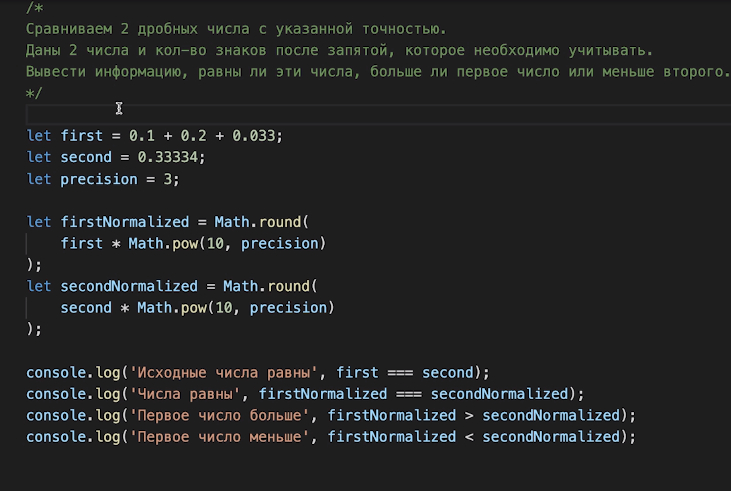 /*
Сравниваем 2 дробных числа с указанной точностью.
Даны 2 числа и кол-во знаков после запятой, которое необходимо учитывать.
Вывести информацию, равны ли эти числа, больше ли первое число или меньше второго.
*/
let first = 0.1 + 0.2 + 0.033;
let second = 0.33334;
let precision = 3;
let firstNormalized = Math.round(
first * Math.pow(10, precision)
);
let secondNormalized = Math.round(
second * Math.pow(10, precision)
);
console.log('Исходные числа равны', first === second);
console.log('Числа равны', firstNormalized === secondNormalized);
console.log('Первое число больше', firstNormalized > secondNormalized);
console.log('Первое число меньше', firstNormalized < secondNormalized);